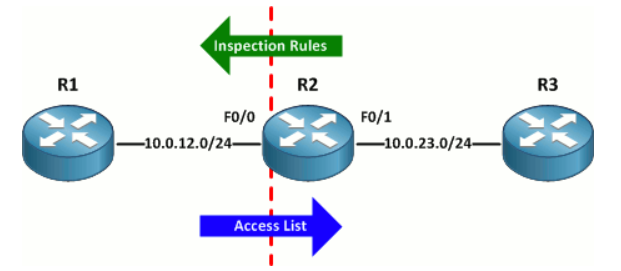 Inspection Rules
R1
R2
R3
F0/0
F0/1
10.0.12.0/24
10.0.23.0/24
Access List